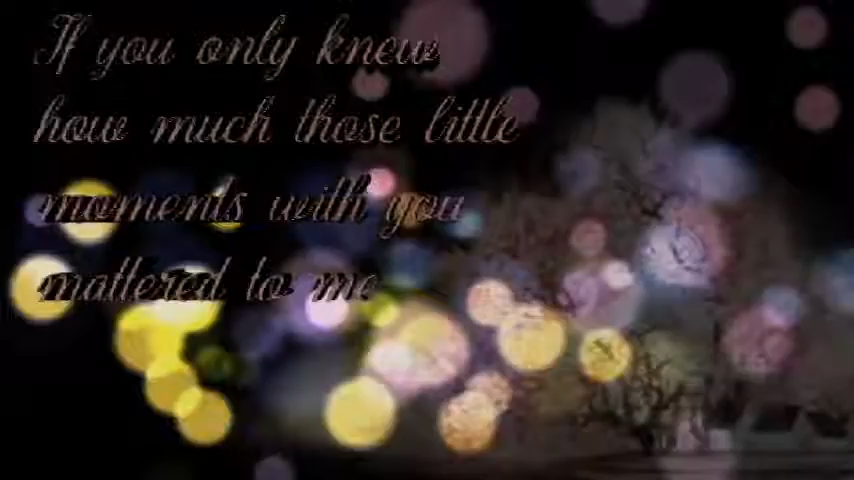 If you only knew
how much those little
moments with you
mattered to me